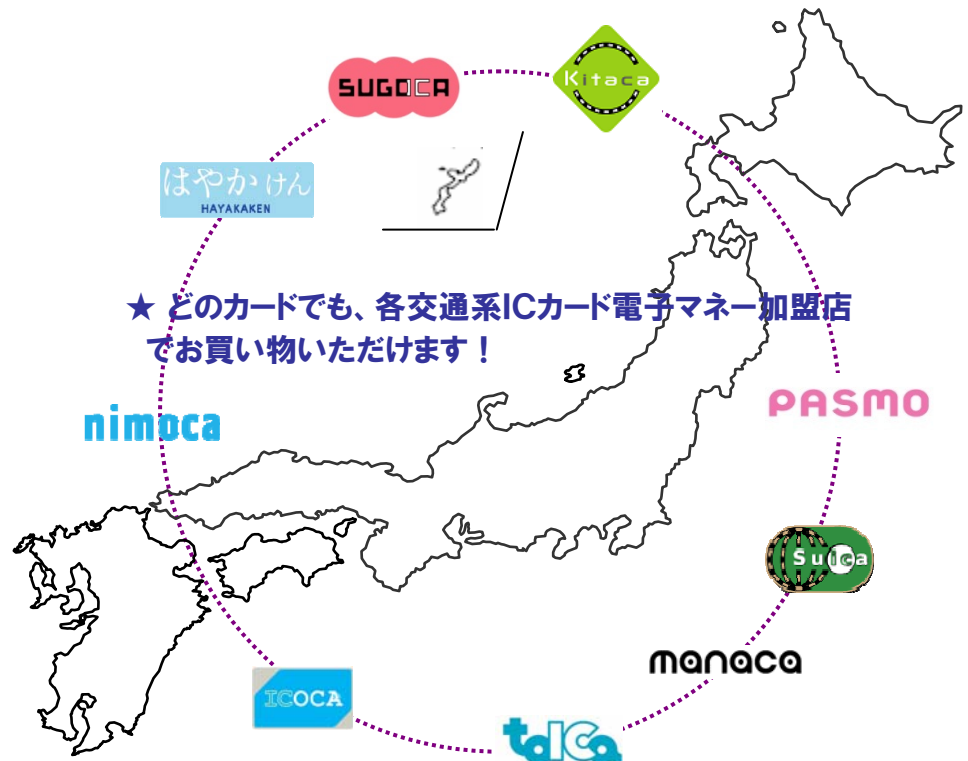 SUGOCA
Kitaca
はやかけん
HAYAKAKEN
★ どのカードでも、各交通系ICカード電子マネー加盟店
でお買い物いただけます！
nimoca
PASMO
Suica
manaca
ICOCA
toICa